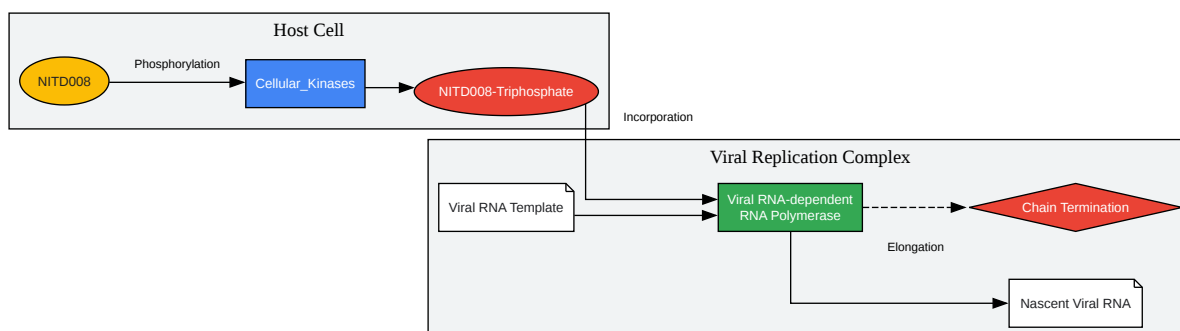 Host Cell
NITD008
Phosphorylation
Cellular_Kinases
NITD008-Triphosphate
Incorporation
Viral Replication Complex
Viral RNA Template
Viral RNA-dependent
RNA Polymerase
Chain Termination
Elongation
Nascent Viral RNA